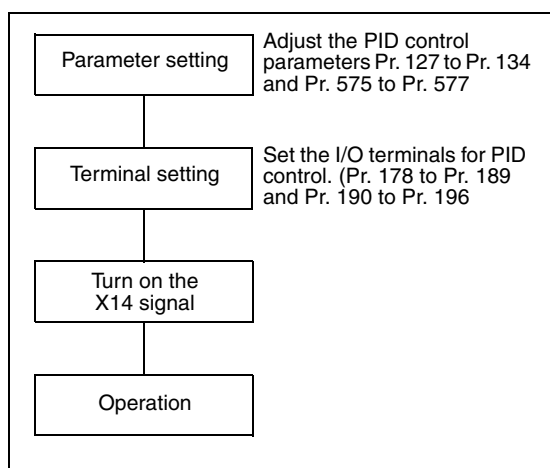 Parameter setting
Adjust the PID control
parameters Pr. 127 to Pr. 134
and Pr. 575 to Pr. 577
Terminal setting
Set the I/O terminals for PID
control. (Pr. 178 to Pr. 189
and Pr. 190 to Pr. 196
Turn on the
X14 signal
Operation